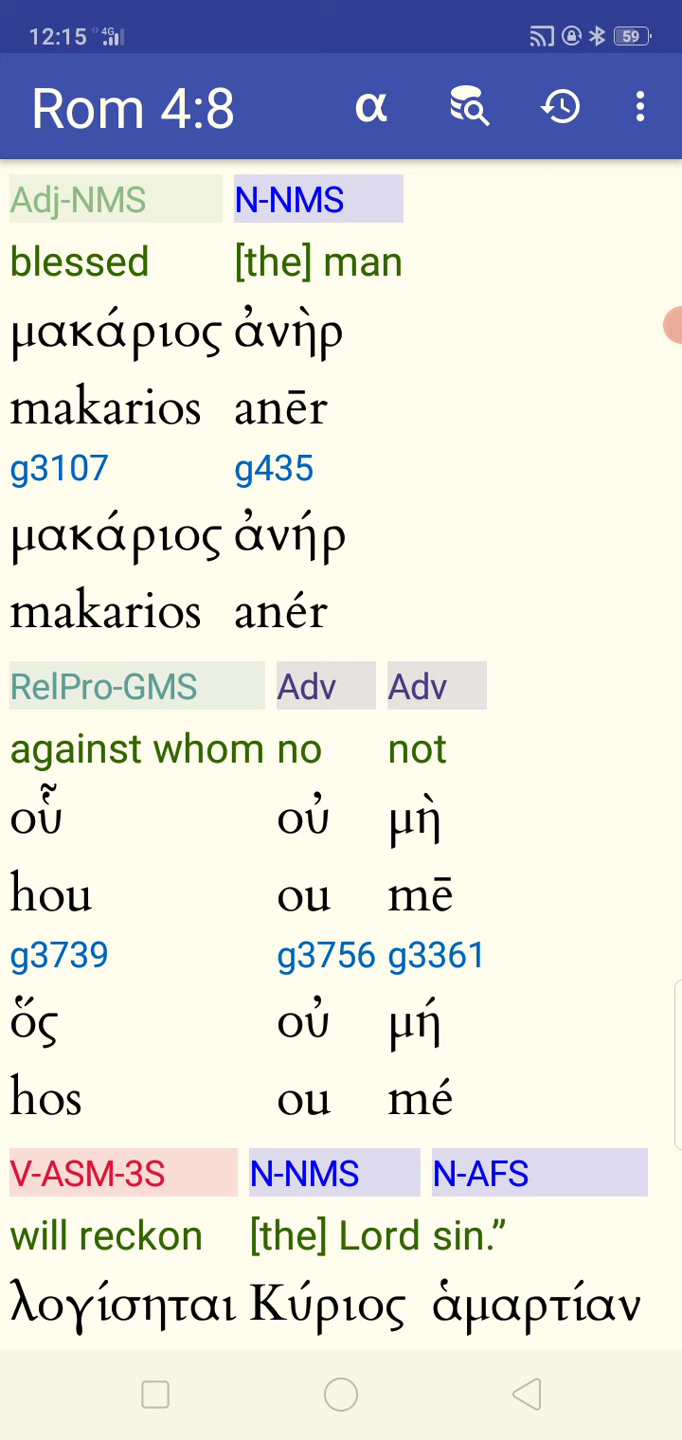 12:15 4G 59
Rom 4:8 α
Adj-NMS N-NMS
blessed [the] man
μακάριος ἀνὴρ
makarios anēr
g3107 g435
μακάριος ἀνήρ
makarios anér
RelPro-GMS Adv Adv
against whom no not
οὗ οὐ μὴ
hou ou mē
g3739 g3756 g3361
ὅς οὐ μή
hos ou mé
V-ASM-3S N-NMS N-AFS
will reckon [the] Lord sin.”
λογίσηται Κύριος ἁμαρτίαν